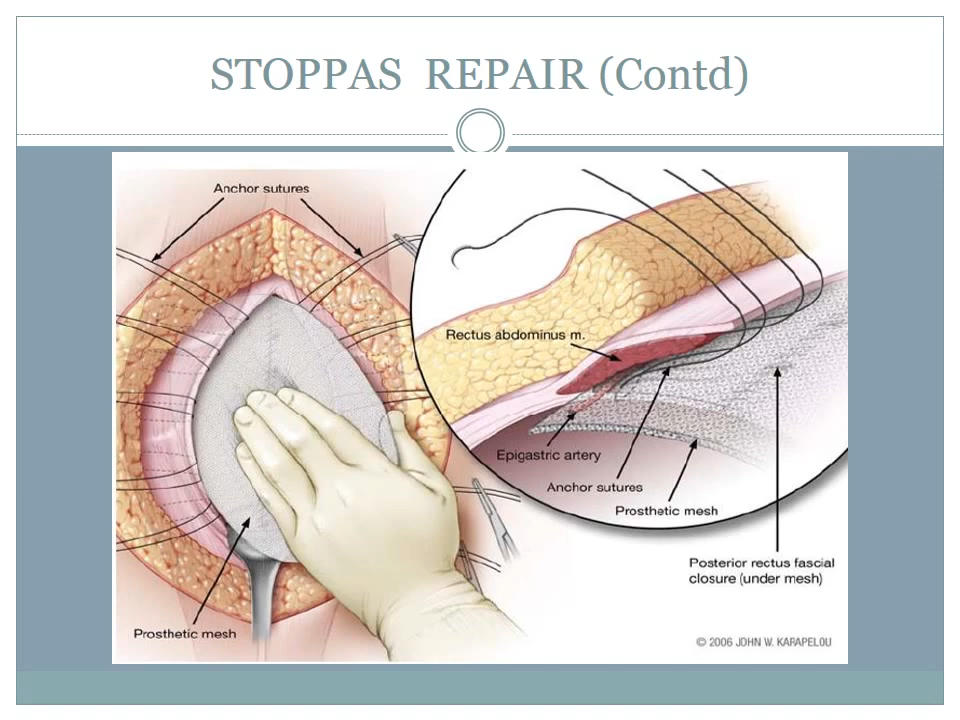 STOPPAS  REPAIR (Contd)
Anchor sutures
Rectus abdominus m.
Epigastric artery
Anchor sutures
Prosthetic mesh
Posterior rectus fascial
closure (under mesh)
Prosthetic mesh
© 2006 JOHN W. KARAPELOU